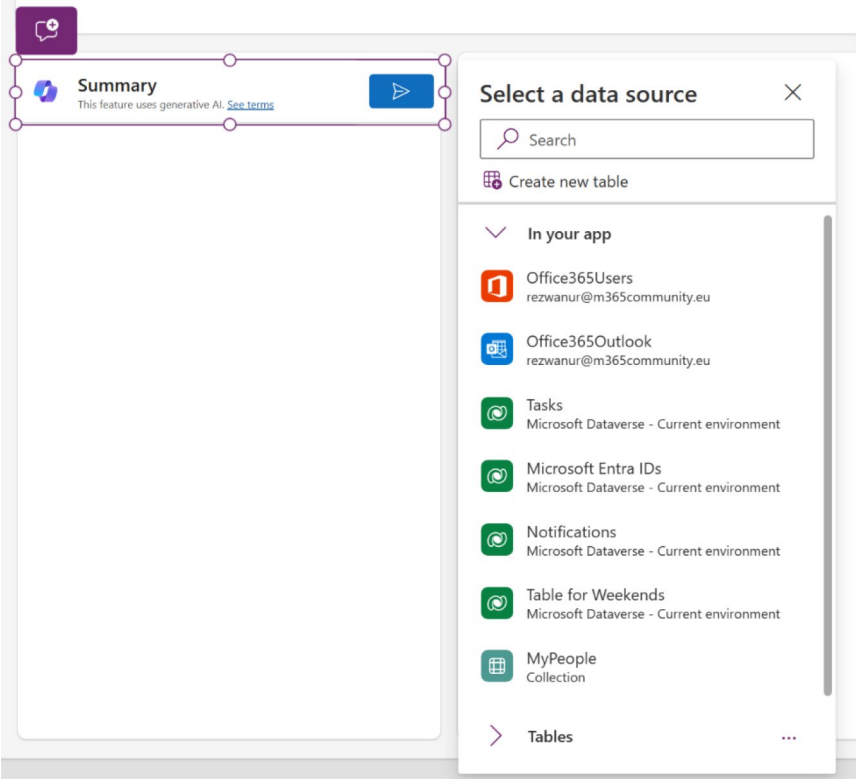 Summary
This feature uses generative AI. See terms
Select a data source
Search
Create new table
In your app
Office365Users
rezwanur@m365community.eu
Office365Outlook
rezwanur@m365community.eu
Tasks
Microsoft Dataverse - Current environment
Microsoft Entra IDs
Microsoft Dataverse - Current environment
Notifications
Microsoft Dataverse - Current environment
Table for Weekends
Microsoft Dataverse - Current environment
MyPeople
Collection
Tables